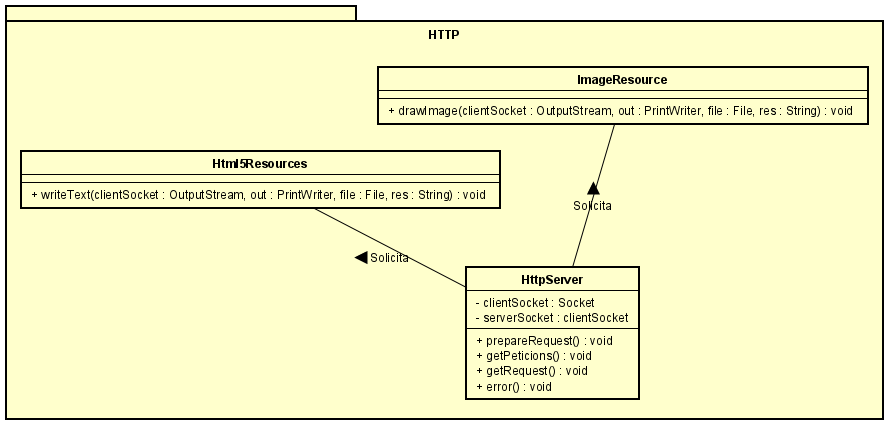 HTTP
ImageResource
+ drawImage(clientSocket : OutputStream, out : PrintWriter, file : File, res : String) : void
Html5Resources
+ writeText(clientSocket : OutputStream, out : PrintWriter, file : File, res : String) : void
Solicita
Solicita
HttpServer
- clientSocket : Socket
- serverSocket : clientSocket
+ prepareRequest() : void
+ getPeticions() : void
+ getRequest() : void
+ error() : void